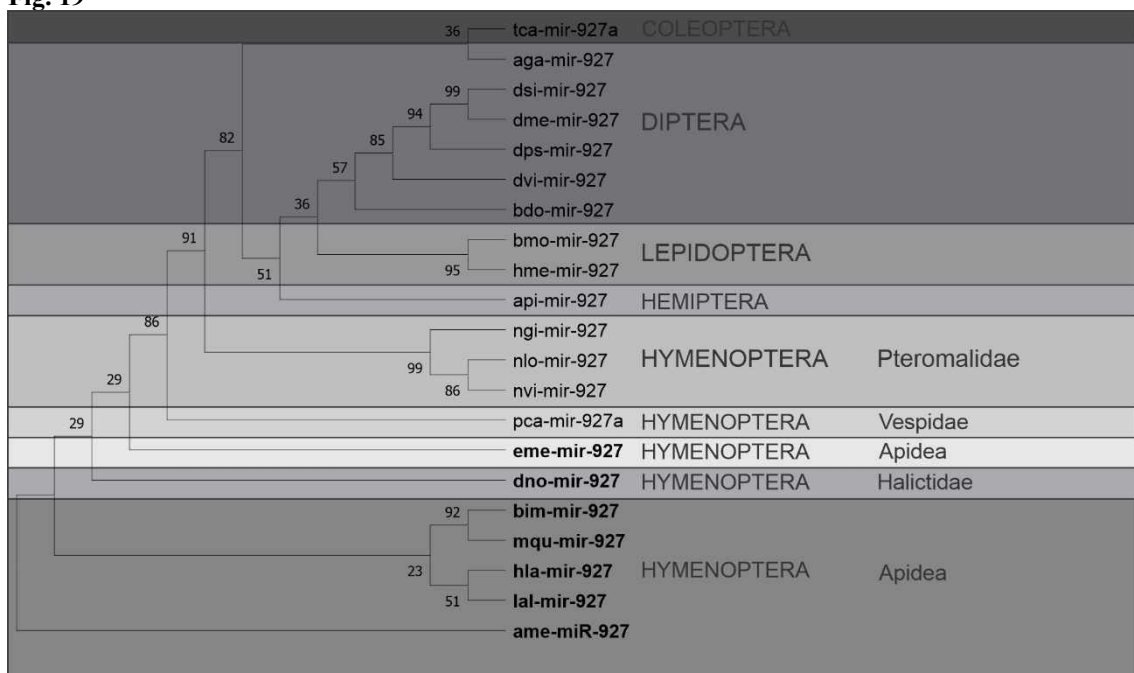 Fig. 19
36 tca-mir-927a COLEOPTERA
aga-mir-927
99 dsi-mir-927
94 dme-mir-927 DIPTERA
82 85 dps-mir-927
57 dvi-mir-927
36 bdo-mir-927
91 bmo-mir-927 LEPIDOPTERA
51 95 hme-mir-927
api-mir-927 HEMIPTERA
86 ngi-mir-927
99 nlo-mir-927 HYMENOPTERA Pteromalidae
29 86 nvi-mir-927
29 pca-mir-927a HYMENOPTERA Vespidae
eme-mir-927 HYMENOPTERA Apidea
dno-mir-927 HYMENOPTERA Halictidae
92 bim-mir-927
mqu-mir-927
23 hla-mir-927 HYMENOPTERA Apidea
51 lal-mir-927
ame-miR-927